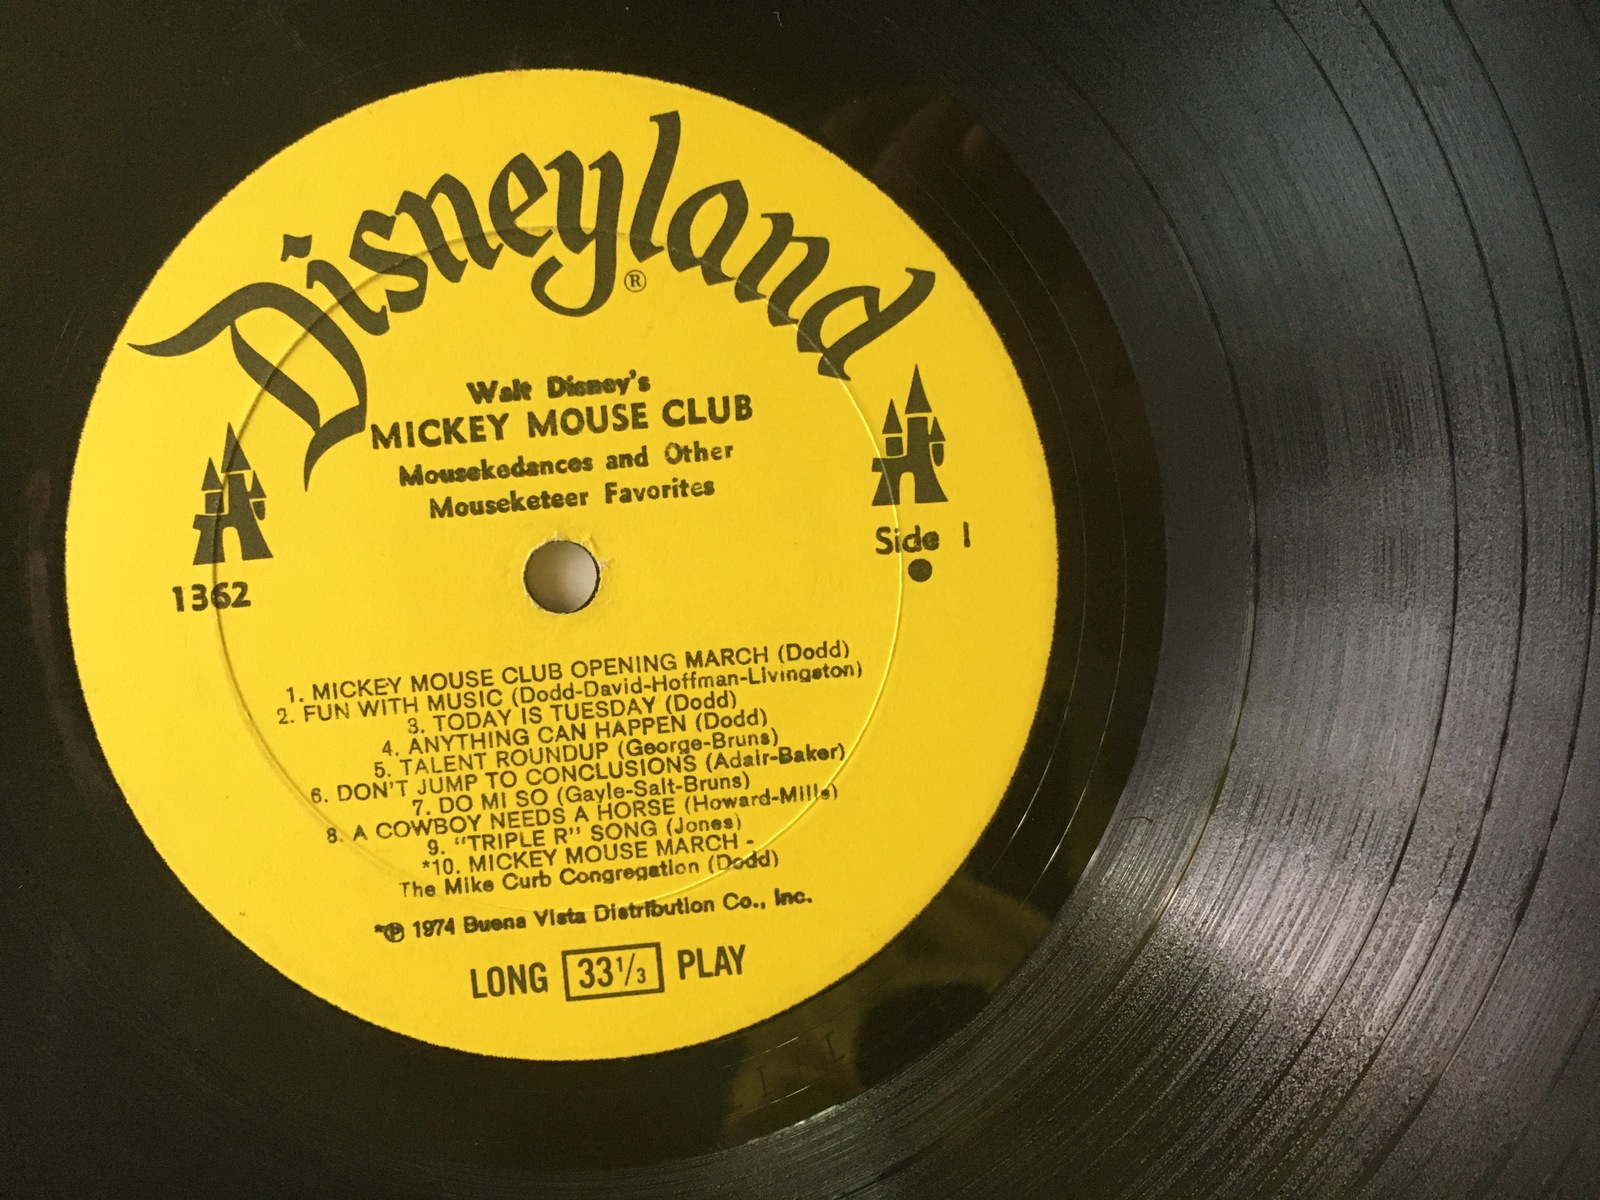 Disneyland
®
Walt Disney's
MICKEY MOUSE CLUB
Mousekedances and Other
Mouseketeer Favorites
1362
Side 1
1. MICKEY MOUSE CLUB OPENING MARCH (Dodd)
2. FUN WITH MUSIC (Dodd-David-Hoffman-Livingston)
3. TODAY IS TUESDAY (Dodd)
4. ANYTHING CAN HAPPEN (Dodd)
5. TALENT ROUNDUP (George-Bruns)
6. DON'T JUMP TO CONCLUSIONS (Adair-Baker)
7. DO MI SO (Gayle-Salt-Bruns)
8. A COWBOY NEEDS A HORSE (Howard-Mills)
9. "TRIPLE R" SONG (Jones)
*10. MICKEY MOUSE MARCH -
The Mike Curb Congregation (Dodd)
*℗ 1974 Buena Vista Distribution Co., Inc.
LONG 33⅓ PLAY